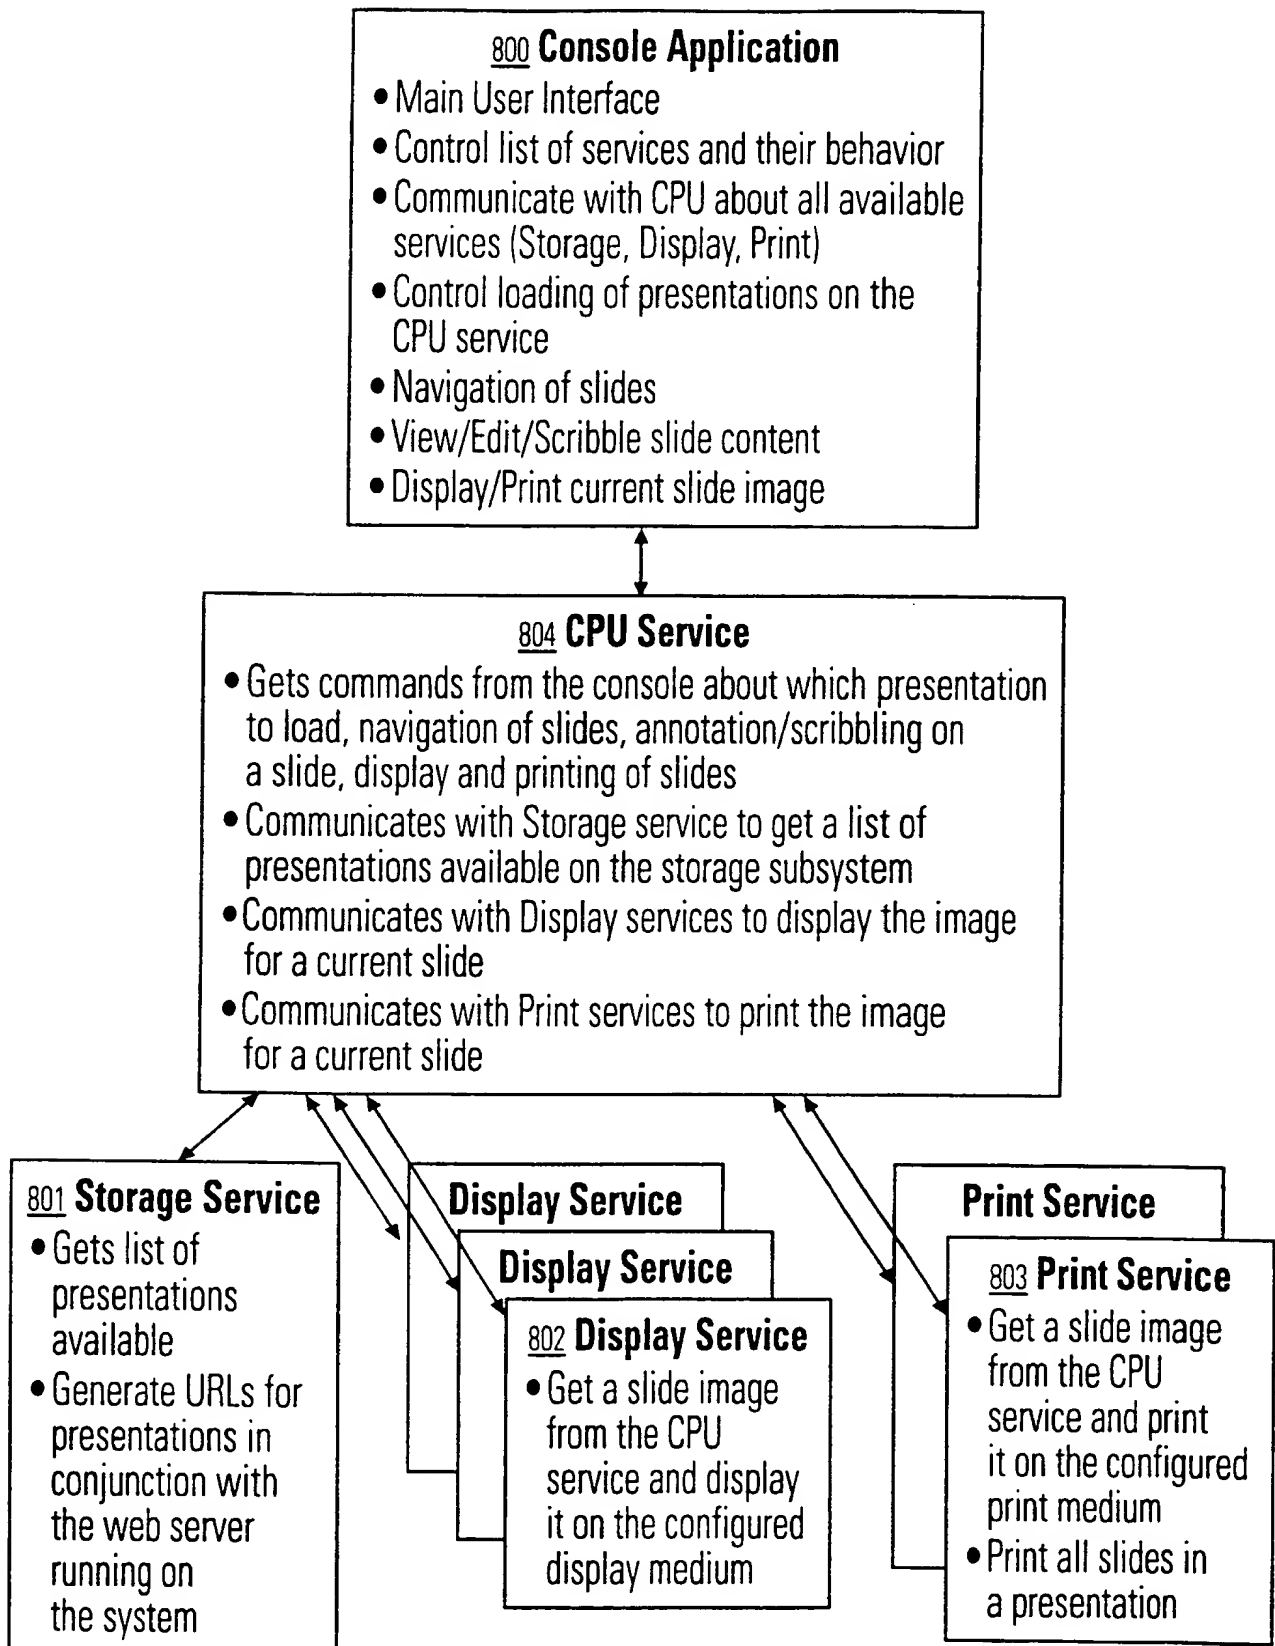 800 Console Application
• Main User Interface
• Control list of services and their behavior
• Communicate with CPU about all available
services (Storage, Display, Print)
• Control loading of presentations on the
CPU service
• Navigation of slides
• View/Edit/Scribble slide content
• Display/Print current slide image
804 CPU Service
• Gets commands from the console about which presentation
to load, navigation of slides, annotation/scribbling on
a slide, display and printing of slides
• Communicates with Storage service to get a list of
presentations available on the storage subsystem
• Communicates with Display services to display the image
for a current slide
• Communicates with Print services to print the image
for a current slide
801 Storage Service
• Gets list of
presentations
available
• Generate URLs for
presentations in
conjunction with
the web server
running on
the system
Display Service
Display Service
802 Display Service
• Get a slide image
from the CPU
service and display
it on the configured
display medium
Print Service
803 Print Service
• Get a slide image
from the CPU
service and print
it on the configured
print medium
• Print all slides in
a presentation